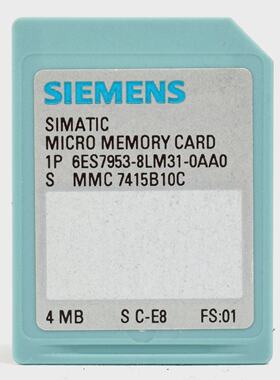 SIEMENS
SIMATIC
MICRO MEMORY CARD
1P 6ES7953-8LM31-0AA0
S MMC 7415B10C
4 MB S C-E8 FS:01